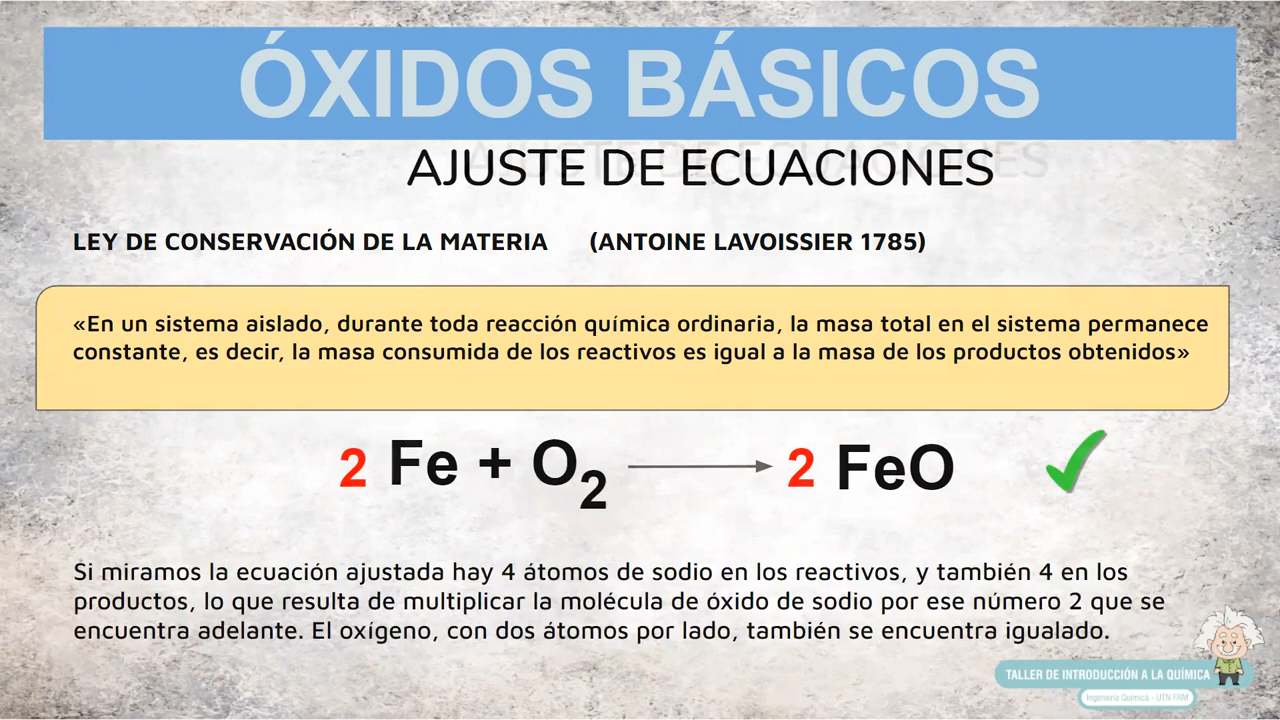 ÓXIDOS BÁSICOS
AJUSTE DE ECUACIONES
LEY DE CONSERVACIÓN DE LA MATERIA (ANTOINE LAVOISSIER 1785)
«En un sistema aislado, durante toda reacción química ordinaria, la masa total en el sistema permanece
constante, es decir, la masa consumida de los reactivos es igual a la masa de los productos obtenidos»
2 Fe + O₂ → 2 FeO
Si miramos la ecuación ajustada hay 4 átomos de sodio en los reactivos, y también 4 en los
productos, lo que resulta de multiplicar la molécula de óxido de sodio por ese número 2 que se
encuentra adelante. El oxígeno, con dos átomos por lado, también se encuentra igualado.
TALLER DE INTRODUCCIÓN A LA QUÍMICA
Ingeniería Química - UTN FRM